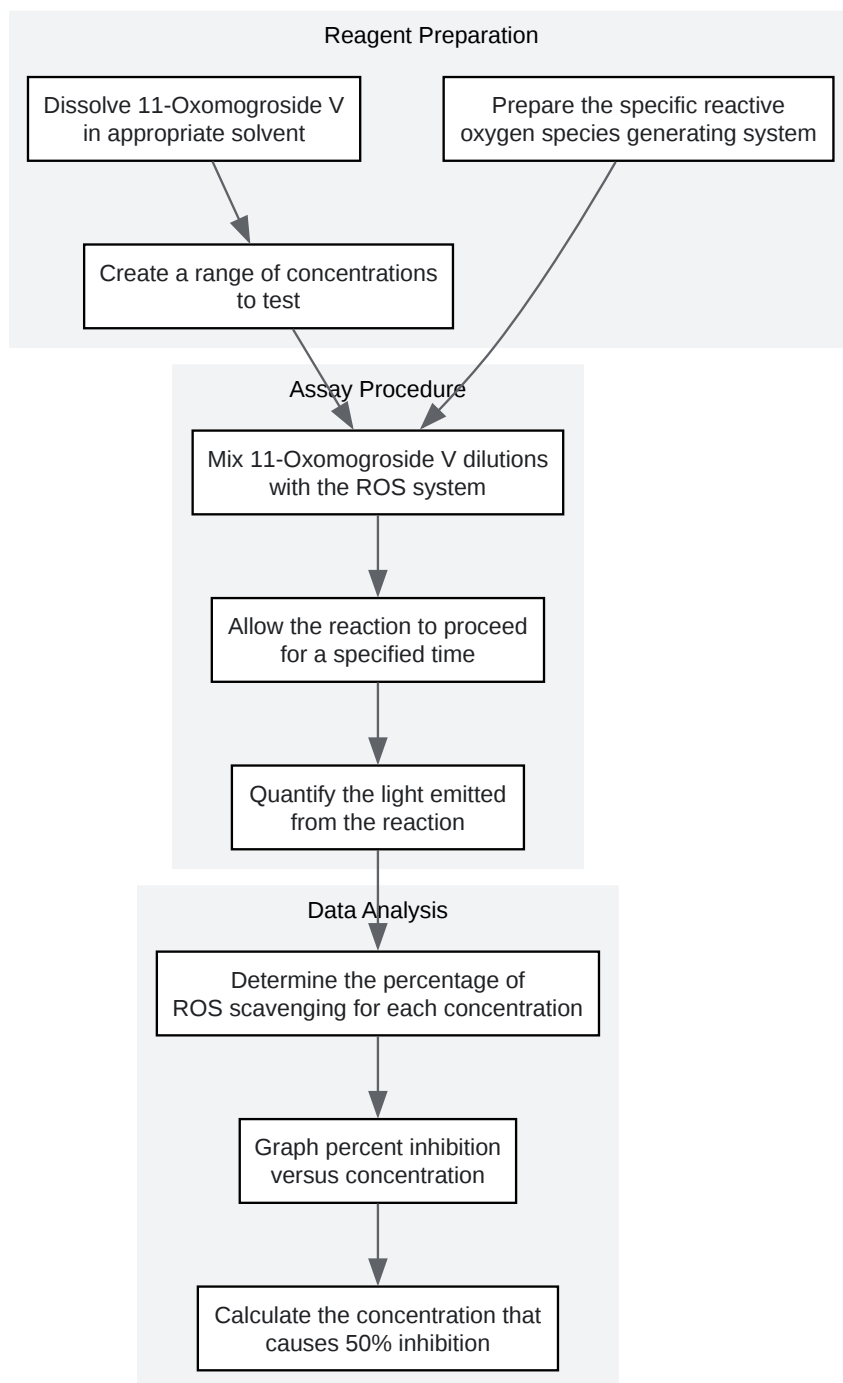 Reagent Preparation
Dissolve 11-Oxomogroside V
in appropriate solvent
Prepare the specific reactive
oxygen species generating system
Create a range of concentrations
to test
Assay Procedure
Mix 11-Oxomogroside V dilutions
with the ROS system
Allow the reaction to proceed
for a specified time
Quantify the light emitted
from the reaction
Data Analysis
Determine the percentage of
ROS scavenging for each concentration
Graph percent inhibition
versus concentration
Calculate the concentration that
causes 50% inhibition